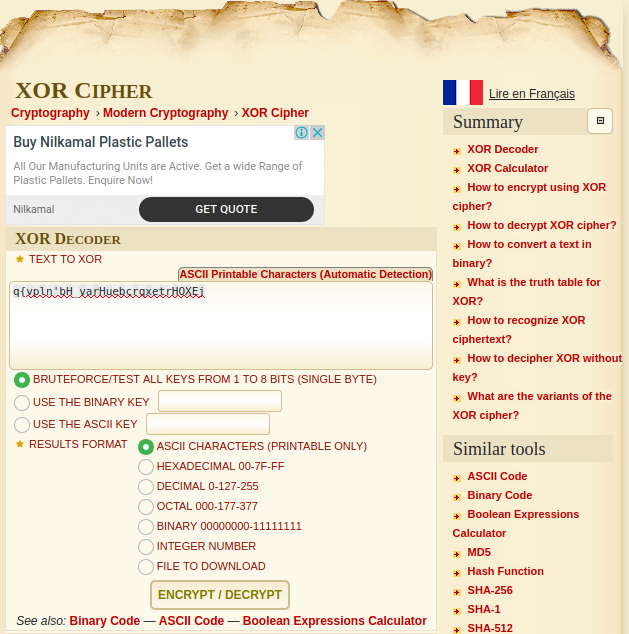 XOR CIPHER
Cryptography › Modern Cryptography › XOR Cipher
Buy Nilkamal Plastic Pallets
All Our Manufacturing Units are Active. Get a wide Range of
Plastic Pallets. Enquire Now!
Nilkamal
GET QUOTE
XOR DECODER
TEXT TO XOR
ASCII Printable Characters (Automatic Detection)
BRUTEFORCE/TEST ALL KEYS FROM 1 TO 8 BITS (SINGLE BYTE)
USE THE BINARY KEY
USE THE ASCII KEY
RESULTS FORMAT
ASCII CHARACTERS (PRINTABLE ONLY)
HEXADECIMAL 00-7F-FF
DECIMAL 0-127-255
OCTAL 000-177-377
BINARY 00000000-11111111
INTEGER NUMBER
FILE TO DOWNLOAD
ENCRYPT / DECRYPT
See also: Binary Code — ASCII Code — Boolean Expressions Calculator
Lire en Français
Summary
XOR Decoder
XOR Calculator
How to encrypt using XOR
cipher?
How to decrypt XOR cipher?
How to convert a text in
binary?
What is the truth table for
XOR?
How to recognize XOR
ciphertext?
How to decipher XOR without
key?
What are the variants of the
XOR cipher?
Similar tools
ASCII Code
Binary Code
Boolean Expressions
Calculator
MD5
Hash Function
SHA-256
SHA-1
SHA-512